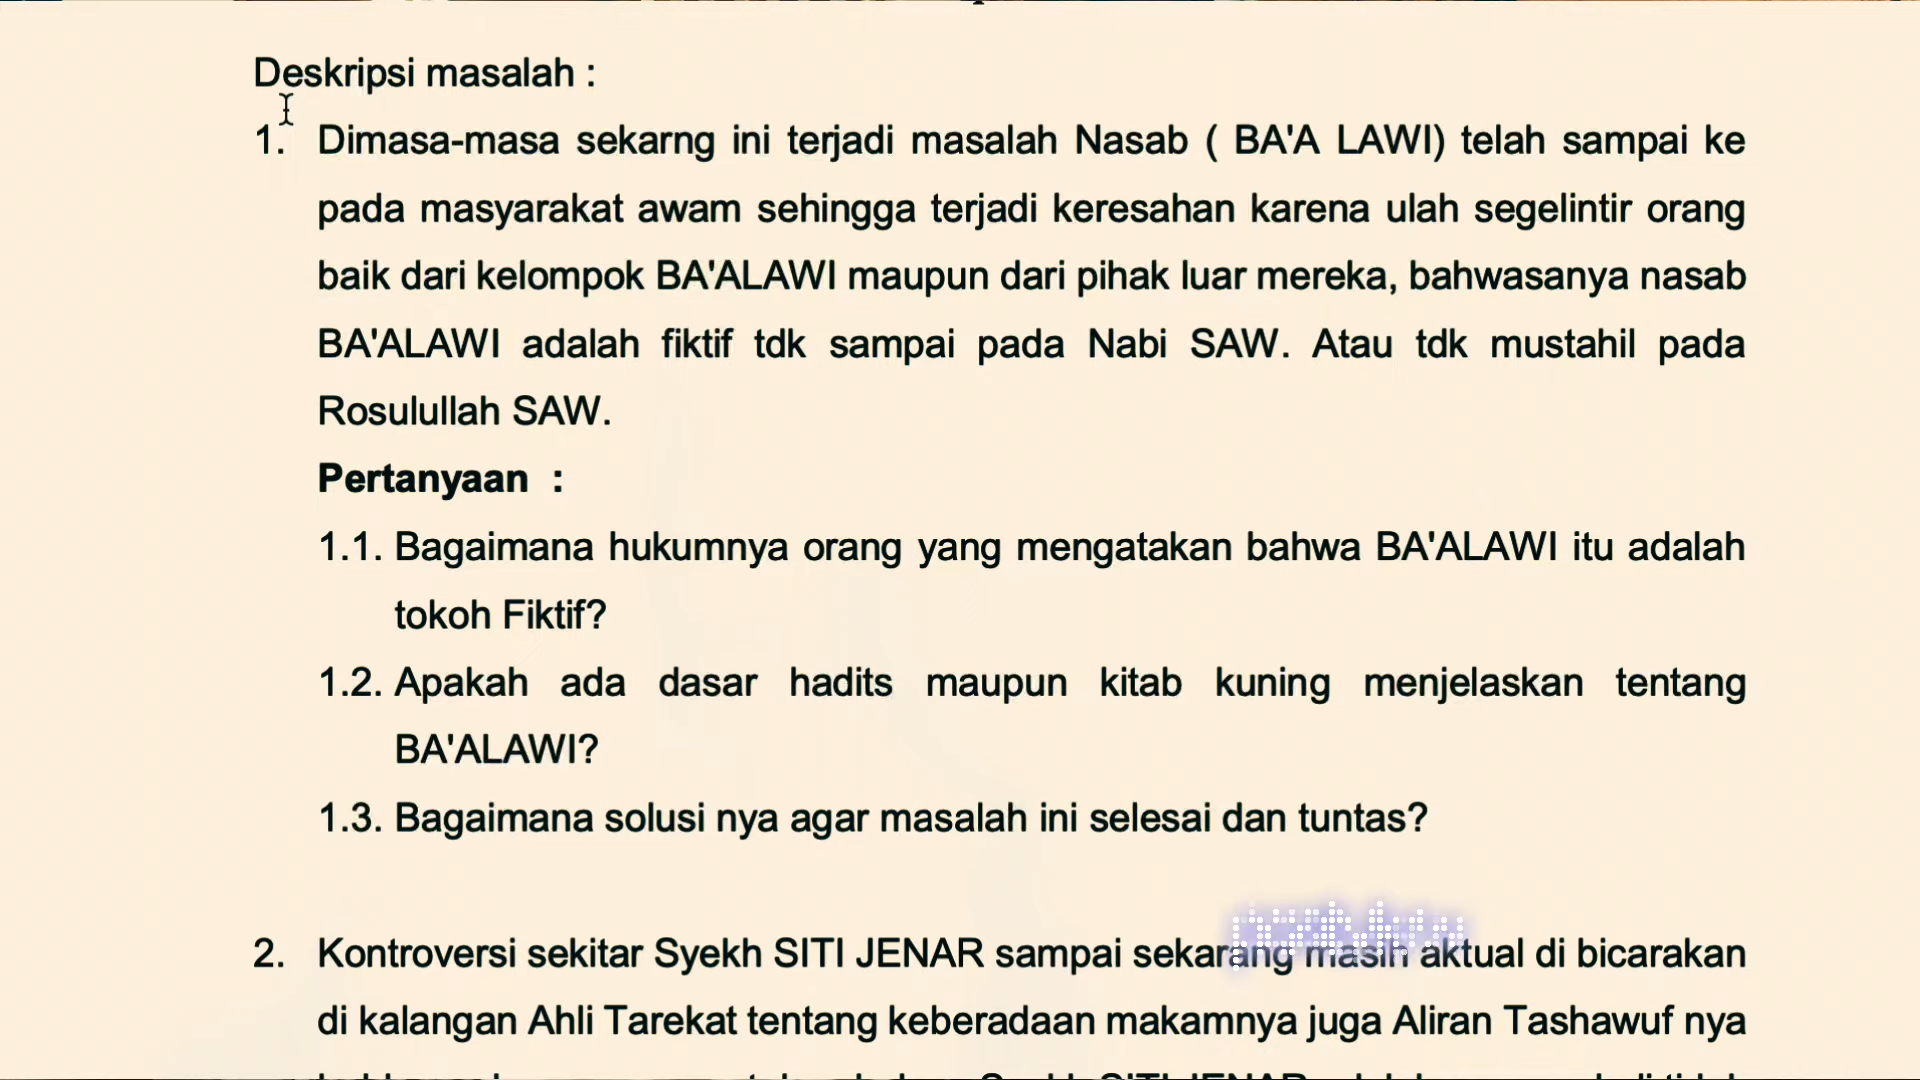 Deskripsi masalah :
1. Dimasa-masa sekarng ini terjadi masalah Nasab ( BA'A LAWI) telah sampai ke
pada masyarakat awam sehingga terjadi keresahan karena ulah segelintir orang
baik dari kelompok BA'ALAWI maupun dari pihak luar mereka, bahwasanya nasab
BA'ALAWI adalah fiktif tdk sampai pada Nabi SAW. Atau tdk mustahil pada
Rosulullah SAW.
Pertanyaan :
1.1. Bagaimana hukumnya orang yang mengatakan bahwa BA'ALAWI itu adalah
tokoh Fiktif?
1.2. Apakah ada dasar hadits maupun kitab kuning menjelaskan tentang
BA'ALAWI?
1.3. Bagaimana solusi nya agar masalah ini selesai dan tuntas?
2. Kontroversi sekitar Syekh SITI JENAR sampai sekarang masih aktual di bicarakan
di kalangan Ahli Tarekat tentang keberadaan makamnya juga Aliran Tashawuf nya